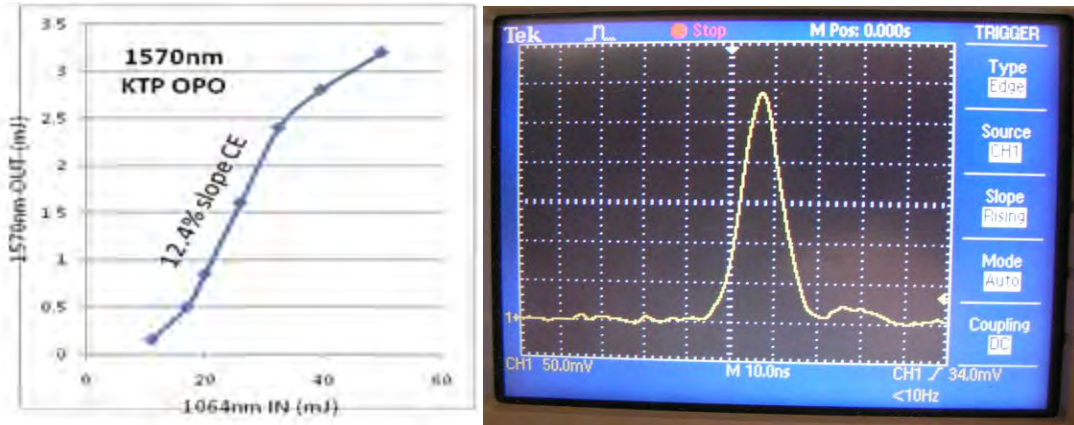 3.5
3
2.5
2
1.5
1
0.5
0
0
20
40
60
1570nm
KTP OPO
12.4% slope CE
1570nm OUT (mJ)
1064nm IN (mJ)
Tek
Stop
M Pos: 0.000s
TRIGGER
Type
Edge
Source
CH1
Slope
Rising
Mode
Auto
Coupling
DC
1
CH1 50.0mV
M 10.0ns
CH1 / 34.0mV
<10Hz